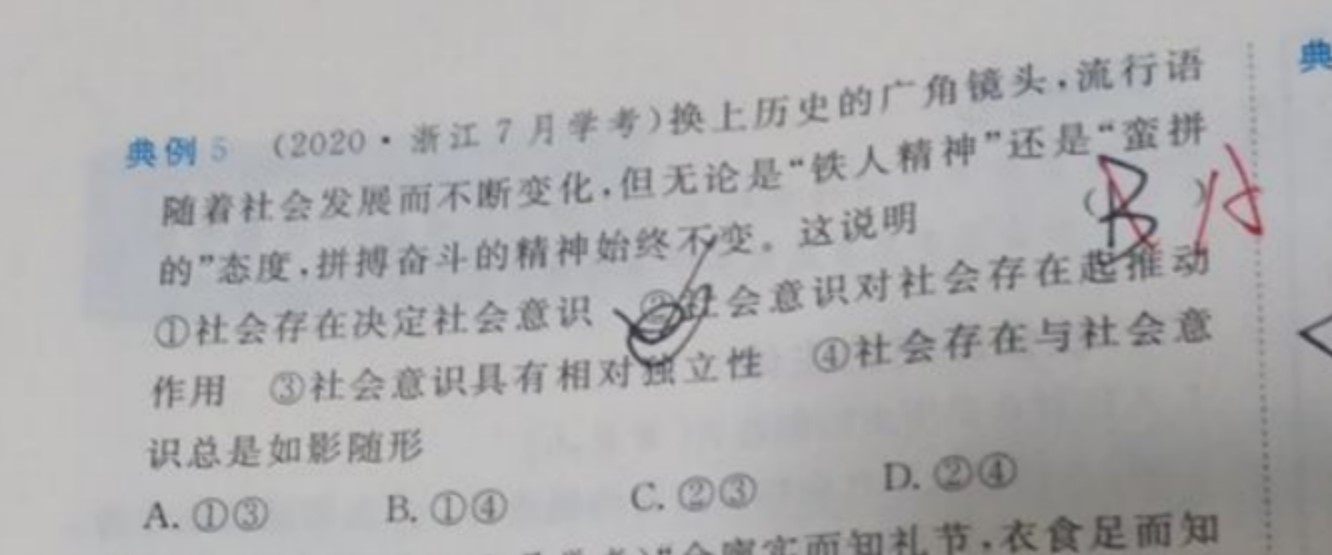 典例5 (2020·浙江7月学考)换上历史的广角镜头,流行语 典
随着社会发展而不断变化,但无论是“铁人精神”还是“蛮拼
的”态度,拼搏奋斗的精神始终不变。这说明 ( B ) A
①社会存在决定社会意识 ②社会意识对社会存在起推动
作用 ③社会意识具有相对独立性 ④社会存在与社会意
识总是如影随形
A. ①③ B. ①④ C. ②③ D. ②④
实而知礼节,衣食足而知